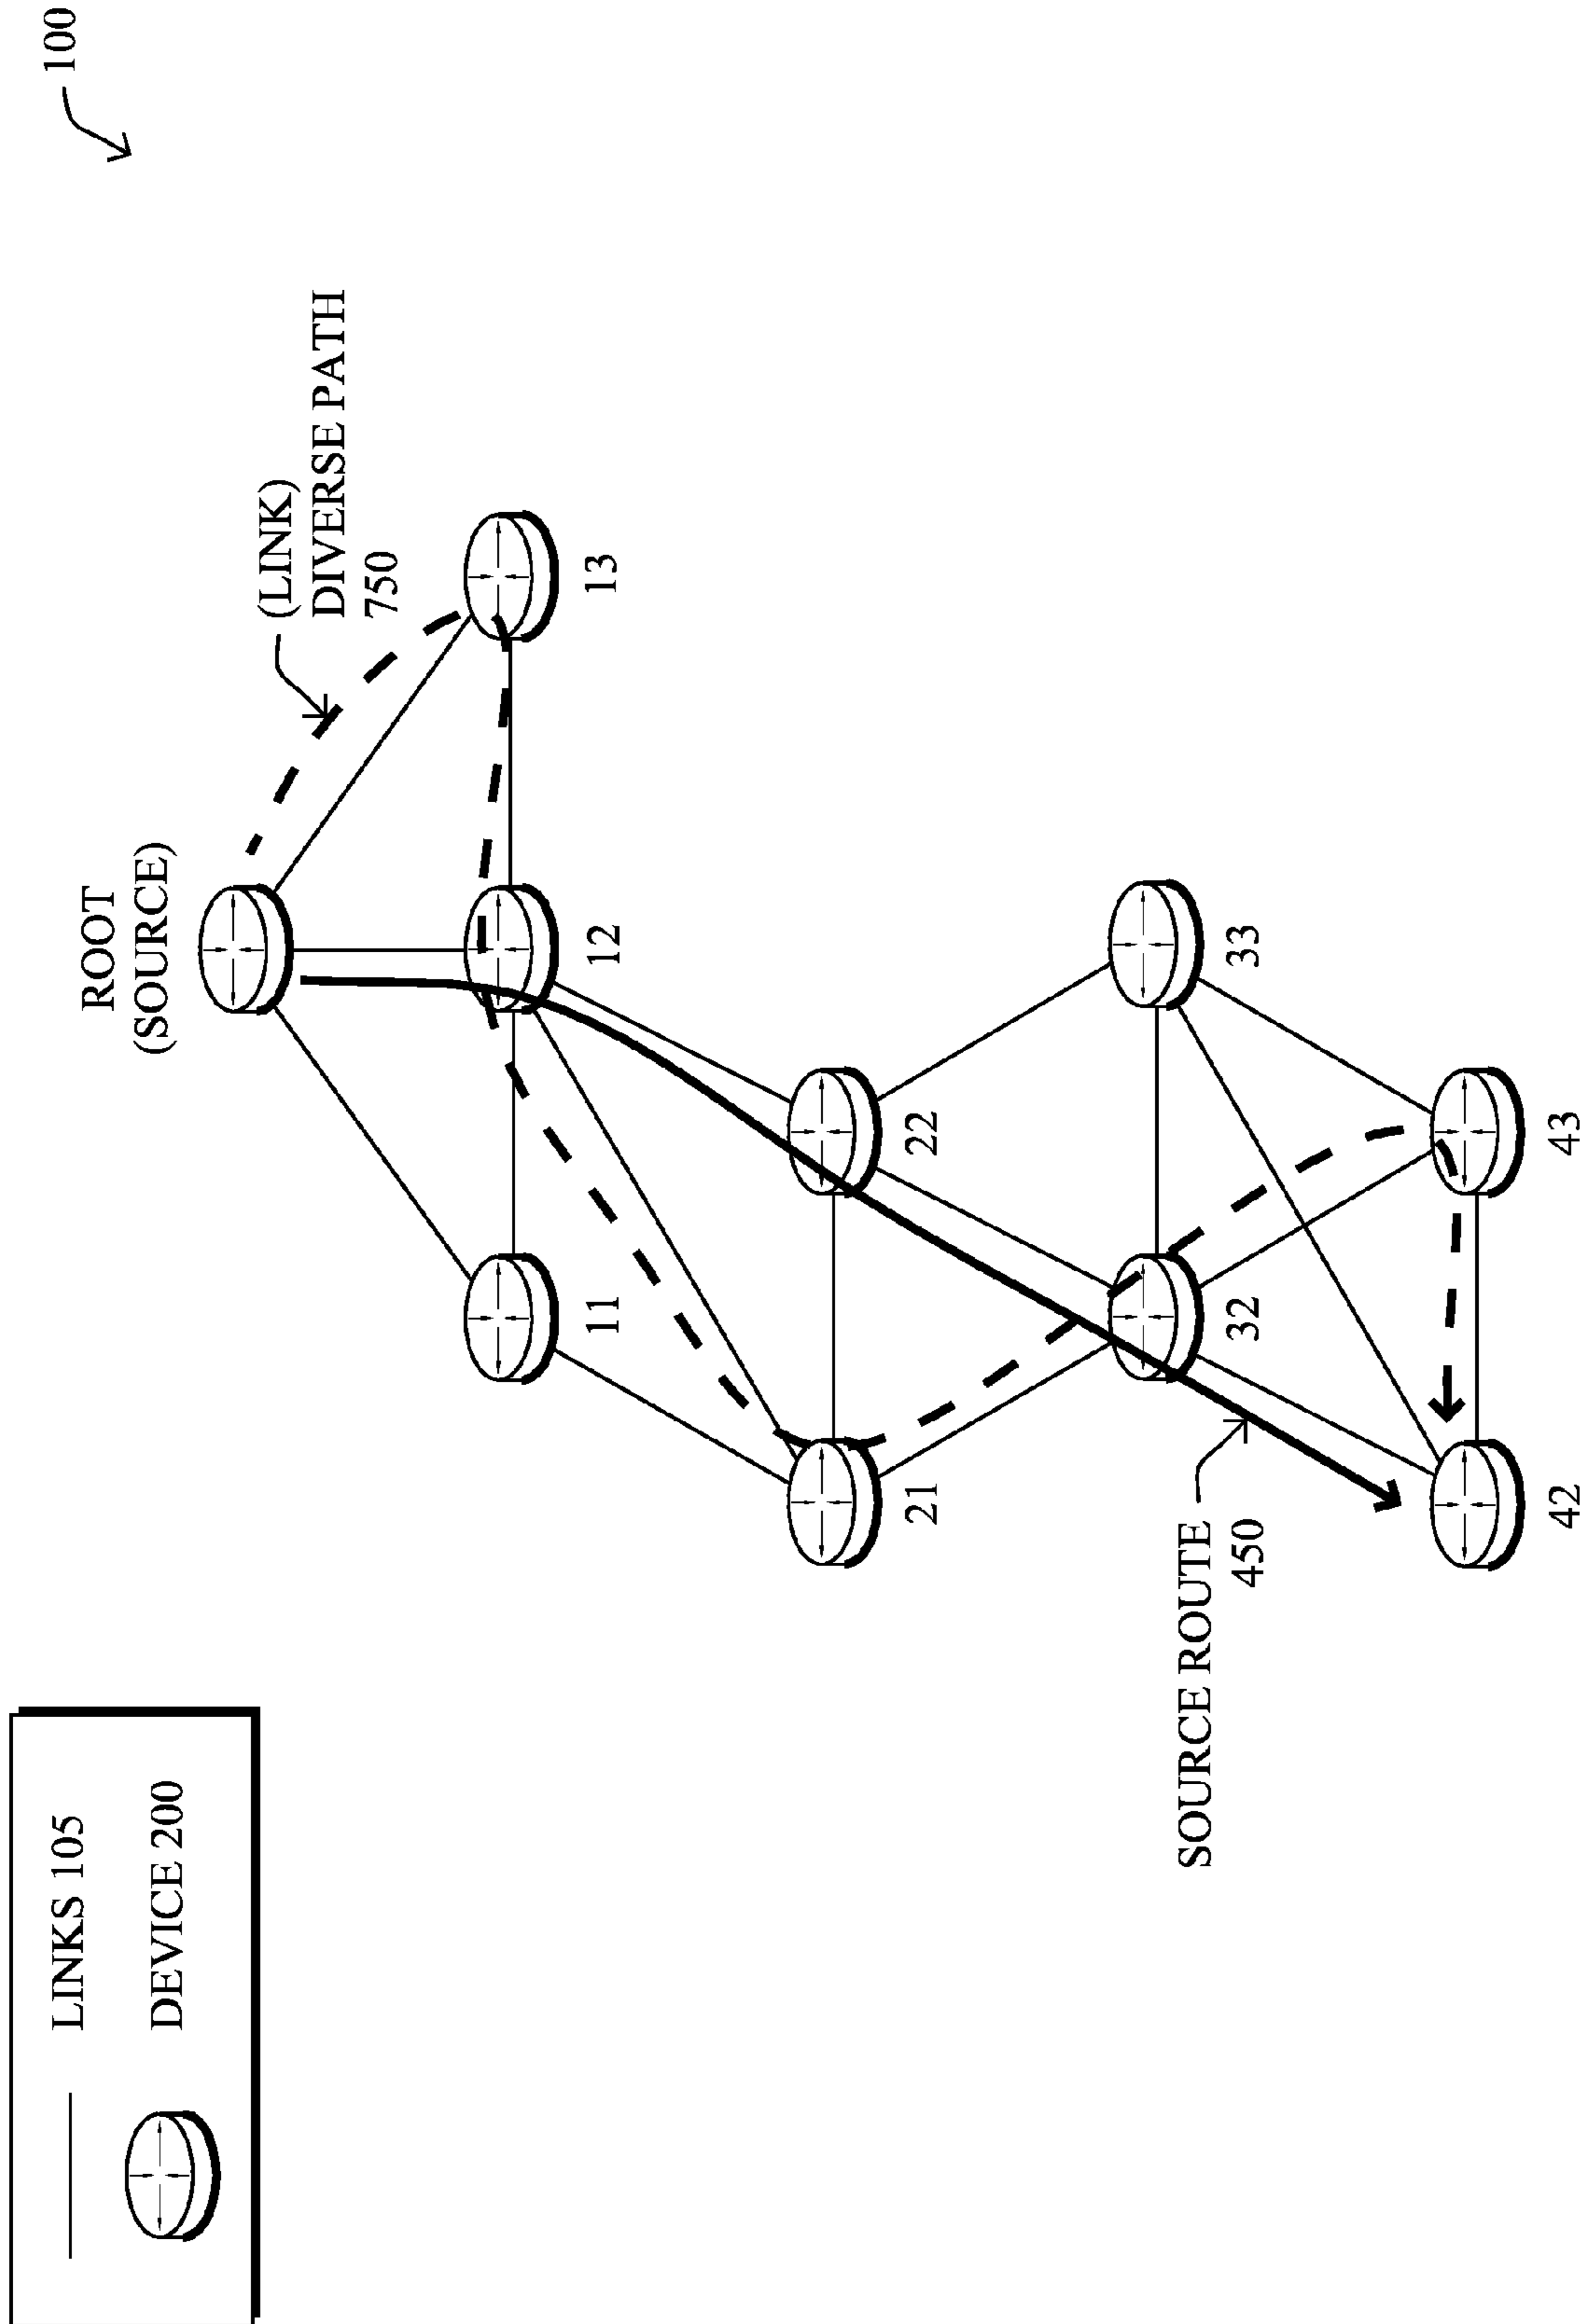 LINKS 105
DEVICE 200
100
ROOT
(SOURCE)
(LINK)
DIVERSE PATH
750
11
12
13
21
22
SOURCE ROUTE
450
32
33
42
43